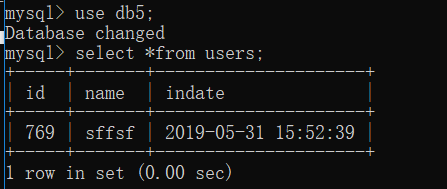 mysql> use db5;
Database changed
mysql> select *from users;
+-----+-------+---------------------+
| id  | name  | indate              |
+-----+-------+---------------------+
| 769 | sffsf | 2019-05-31 15:52:39 |
+-----+-------+---------------------+
1 row in set (0.00 sec)